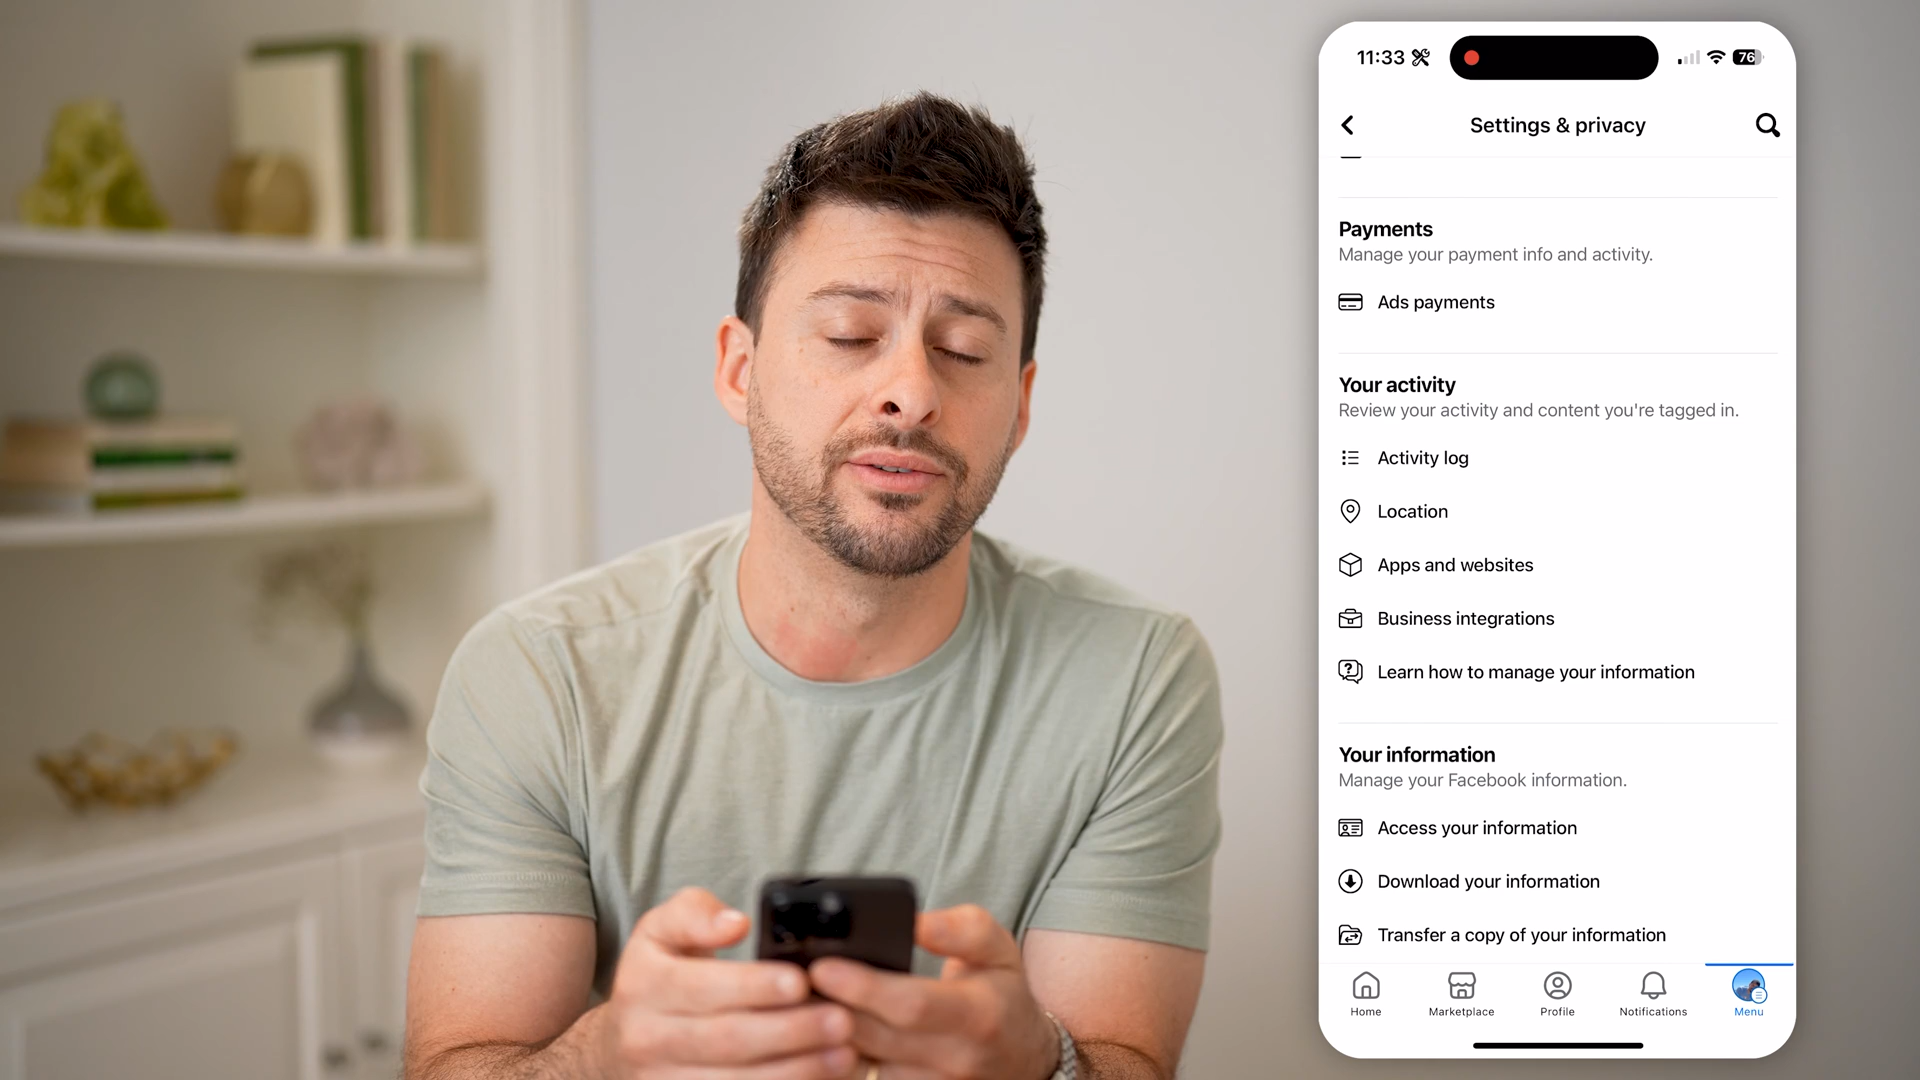 11:33
76
Settings & privacy
Payments
Manage your payment info and activity.
Ads payments
Your activity
Review your activity and content you're tagged in.
Activity log
Location
Apps and websites
Business integrations
Learn how to manage your information
Your information
Manage your Facebook information.
Access your information
Download your information
Transfer a copy of your information
Home
Marketplace
Profile
Notifications
Menu